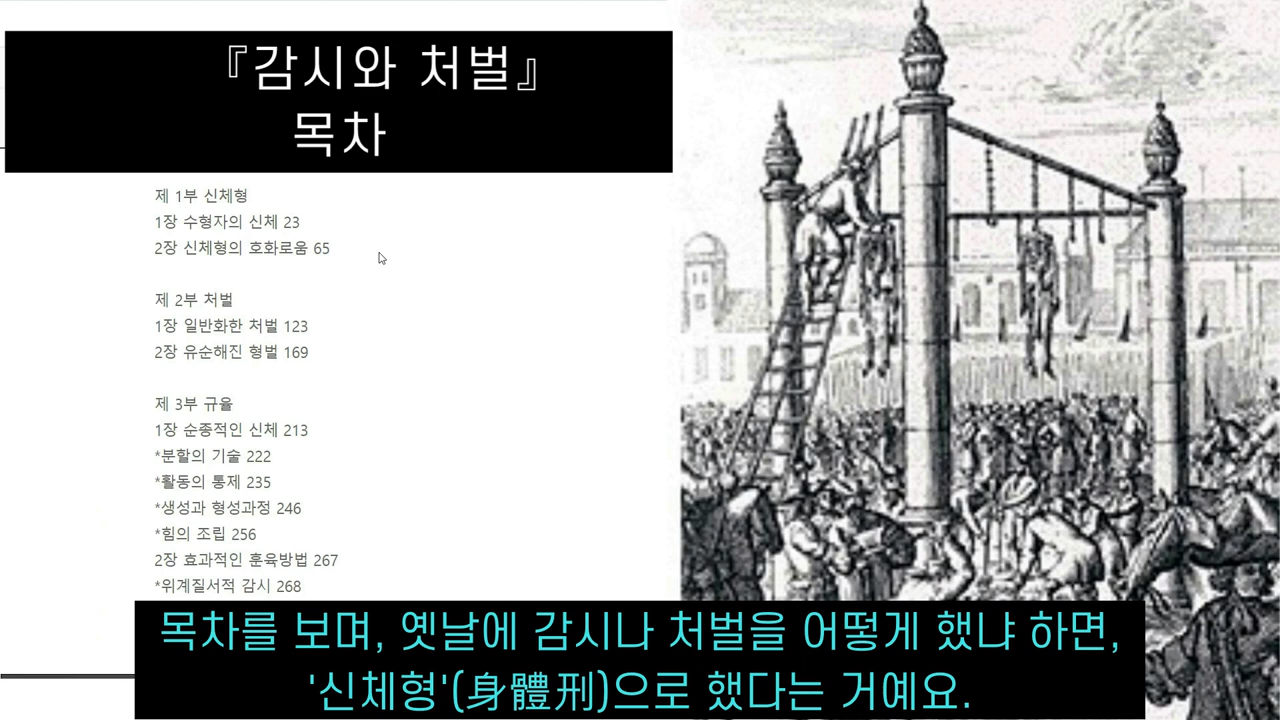 『감시와 처벌』
목차
제 1부 신체형
1장 수형자의 신체 23
2장 신체형의 호화로움 65
제 2부 처벌
1장 일반화한 처벌 123
2장 유순해진 형벌 169
제 3부 규율
1장 순종적인 신체 213
*분할의 기술 222
*활동의 통제 235
*생성과 형성과정 246
*힘의 조립 256
2장 효과적인 훈육방법 267
*위계질서적 감시 268
목차를 보며, 옛날에 감시나 처벌을 어떻게 했냐 하면,
'신체형'(身體刑)으로 했다는 거예요.